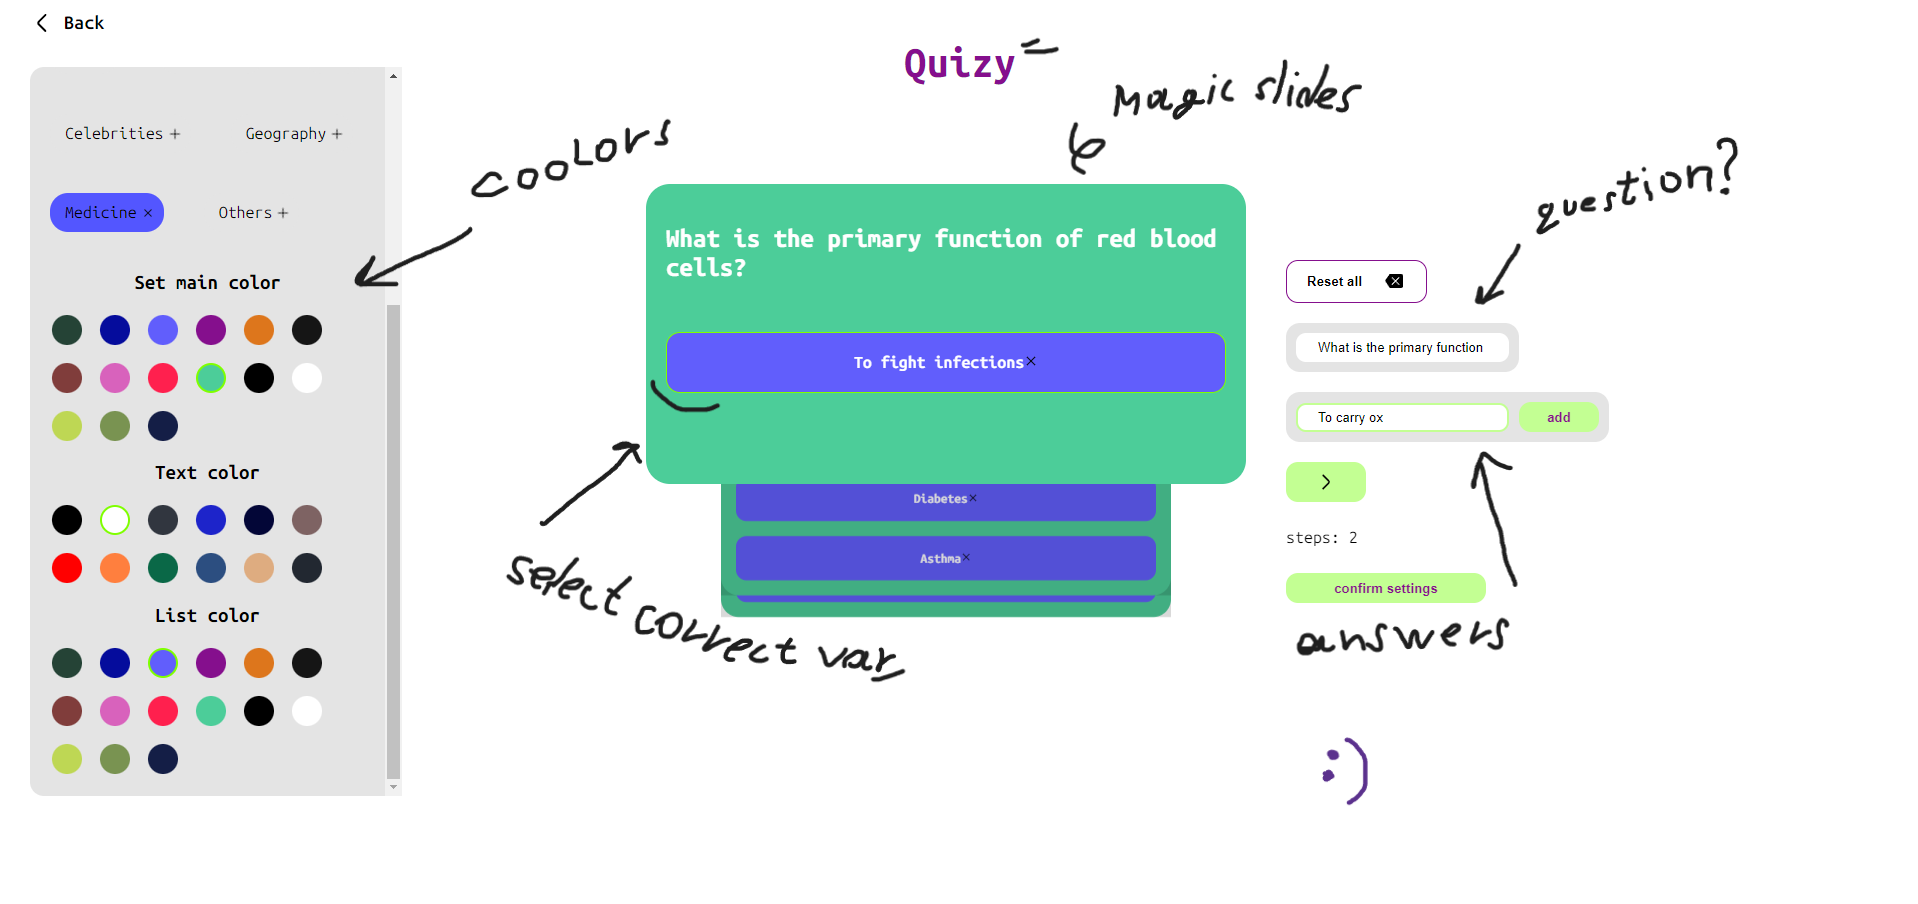 Back
Quizy
Magic slides
Celebrities +
Geography +
coolors
question?
Medicine ×
Others +
What is the primary function of red blood
cells?
Set main color
Reset all
What is the primary function
To fight infections×
To carry ox
add
Text color
Diabetes×
steps: 2
Asthma×
select correct var
confirm settings
List color
answers
:)